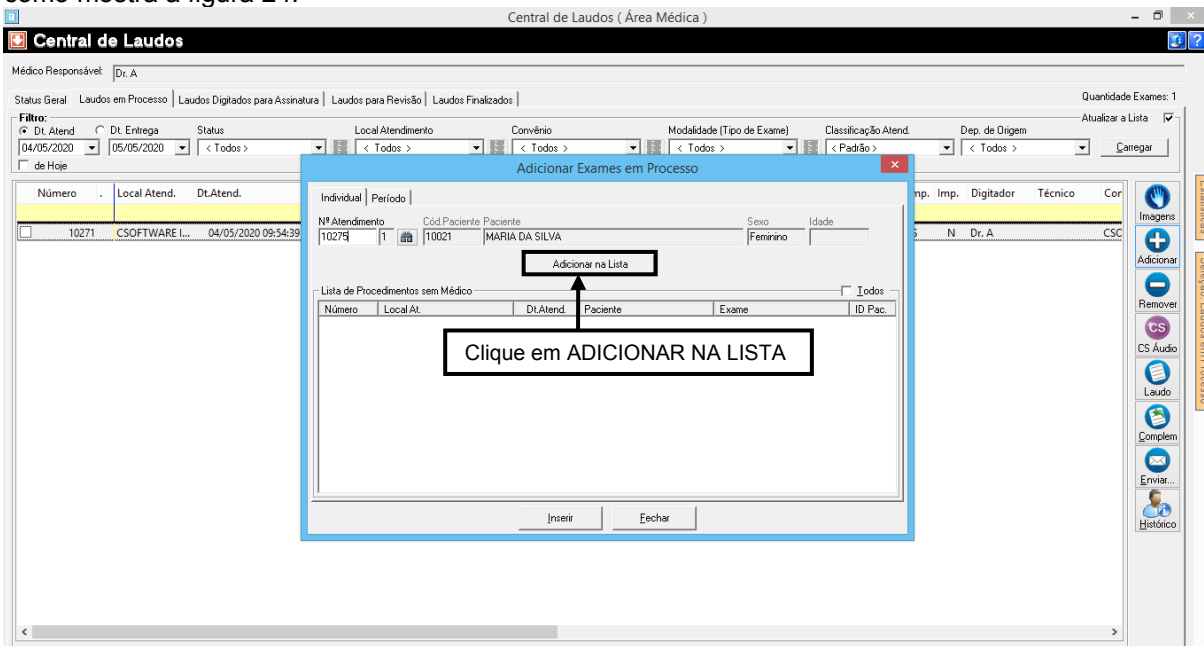 como mostra a figura 24.
Central de Laudos ( Área Médica )
Central de Laudos
Médico Responsável: Dr. A
Status Geral Laudos em Processo Laudos Digitados para Assinatura Laudos para Revisão Laudos Finalizados Quantidade Exames: 1
Filtro: Atualizar a Lista
Dt. Atend Dt. Entrega Status Local Atendimento Convênio Modalidade (Tipo de Exame) Classificação Atend. Dep. de Origem
04/05/2020 05/05/2020 < Todos > < Todos > < Todos > < Todos > < Padrão > < Todos > Carregar
de Hoje
Adicionar Exames em Processo
Número . Local Atend. Dt.Atend. Imp. Digitador Técnico
10271 CSOFTWARE I... 04/05/2020 09:54:39 N Dr. A
Individual Período
Nº Atendimento Cód.Paciente Paciente Sexo Idade
10275 1 10021 MARIA DA SILVA Feminino
Adicionar na Lista
Lista de Procedimentos sem Médico Todos
Número Local At. Dt.Atend. Paciente Exame ID Pac.
Clique em ADICIONAR NA LISTA
Inserir Fechar
Imagens
Adicionar
Remover
CS
CS Áudio
Laudo
Complem
Enviar...
Histórico
Seleção Laudos em Processo